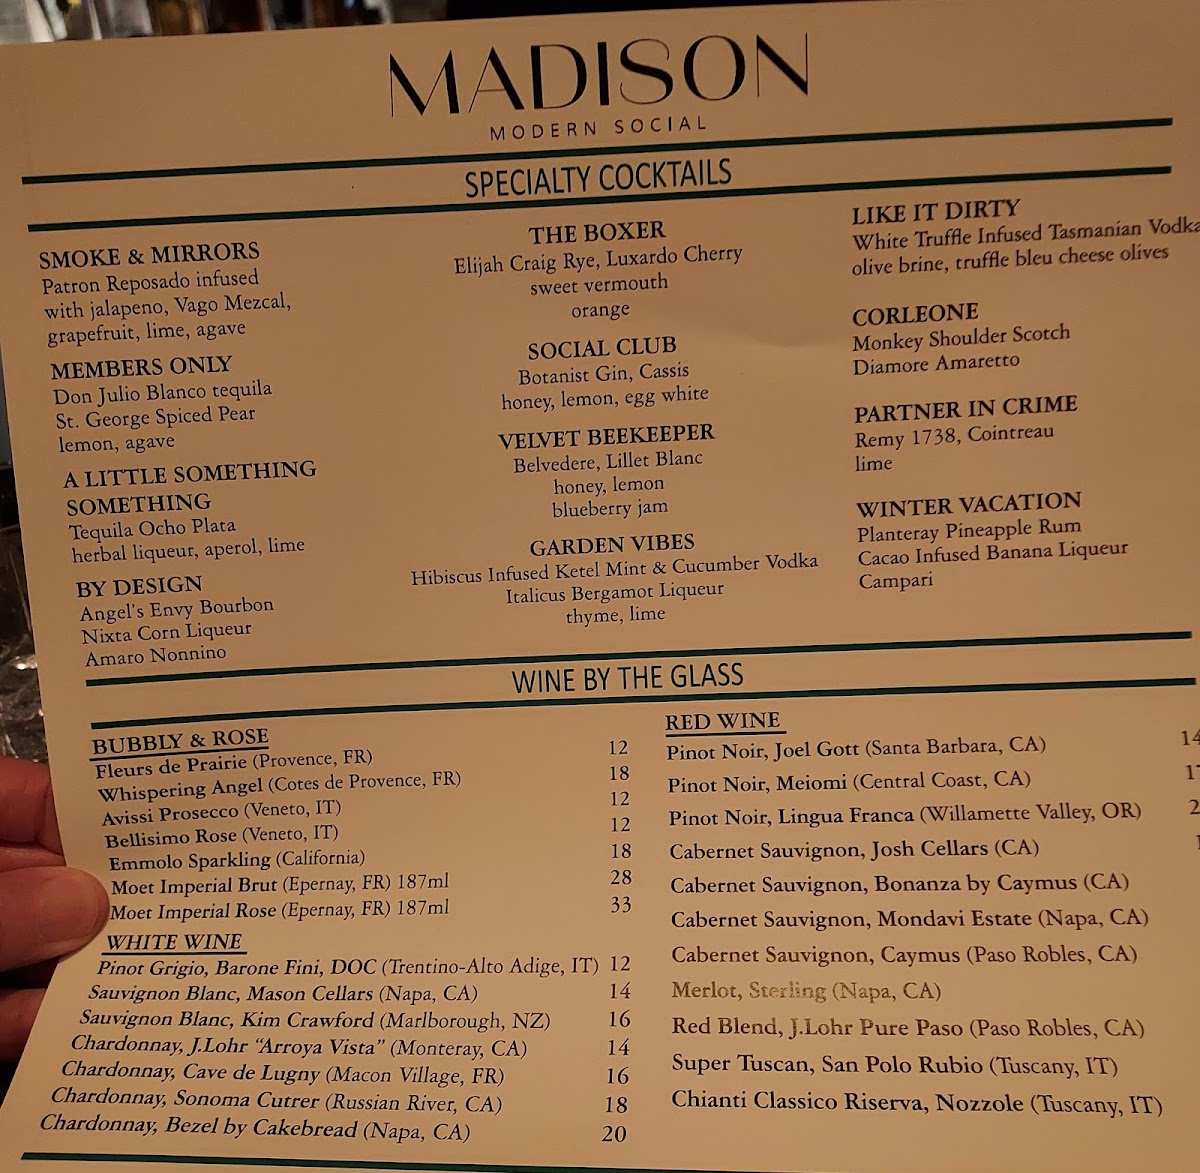 MADISON
MODERN SOCIAL
SPECIALTY COCKTAILS
SMOKE & MIRRORS
Patron Reposado infused
with jalapeno, Vago Mezcal,
grapefruit, lime, agave
MEMBERS ONLY
Don Julio Blanco tequila
St. George Spiced Pear
lemon, agave
A LITTLE SOMETHING
SOMETHING
Tequila Ocho Plata
herbal liqueur, aperol, lime
BY DESIGN
Angel's Envy Bourbon
Nixta Corn Liqueur
Amaro Nonnino
THE BOXER
Elijah Craig Rye, Luxardo Cherry
sweet vermouth
orange
SOCIAL CLUB
Botanist Gin, Cassis
honey, lemon, egg white
VELVET BEEKEEPER
Belvedere, Lillet Blanc
honey, lemon
blueberry jam
GARDEN VIBES
Hibiscus Infused Ketel Mint & Cucumber Vodka
Italicus Bergamot Liqueur
thyme, lime
LIKE IT DIRTY
White Truffle Infused Tasmanian Vodka
olive brine, truffle bleu cheese olives
CORLEONE
Monkey Shoulder Scotch
Diamore Amaretto
PARTNER IN CRIME
Remy 1738, Cointreau
lime
WINTER VACATION
Planteray Pineapple Rum
Cacao Infused Banana Liqueur
Campari
WINE BY THE GLASS
BUBBLY & ROSE
Fleurs de Prairie (Provence, FR) 12
Whispering Angel (Cotes de Provence, FR) 18
Avissi Prosecco (Veneto, IT) 12
Bellisimo Rose (Veneto, IT) 12
Emmolo Sparkling (California) 18
Moet Imperial Brut (Epernay, FR) 187ml 28
Moet Imperial Rose (Epernay, FR) 187ml 33
WHITE WINE
Pinot Grigio, Barone Fini, DOC (Trentino-Alto Adige, IT) 12
Sauvignon Blanc, Mason Cellars (Napa, CA) 14
Sauvignon Blanc, Kim Crawford (Marlborough, NZ) 16
Chardonnay, J.Lohr "Arroya Vista" (Monteray, CA) 14
Chardonnay, Cave de Lugny (Macon Village, FR) 16
Chardonnay, Sonoma Cutrer (Russian River, CA) 18
Chardonnay, Bezel by Cakebread (Napa, CA) 20
RED WINE
Pinot Noir, Joel Gott (Santa Barbara, CA) 14
Pinot Noir, Meiomi (Central Coast, CA)
Pinot Noir, Lingua Franca (Willamette Valley, OR)
Cabernet Sauvignon, Josh Cellars (CA)
Cabernet Sauvignon, Bonanza by Caymus (CA)
Cabernet Sauvignon, Mondavi Estate (Napa, CA)
Cabernet Sauvignon, Caymus (Paso Robles, CA)
Merlot, Sterling (Napa, CA)
Red Blend, J.Lohr Pure Paso (Paso Robles, CA)
Super Tuscan, San Polo Rubio (Tuscany, IT)
Chianti Classico Riserva, Nozzole (Tuscany, IT)